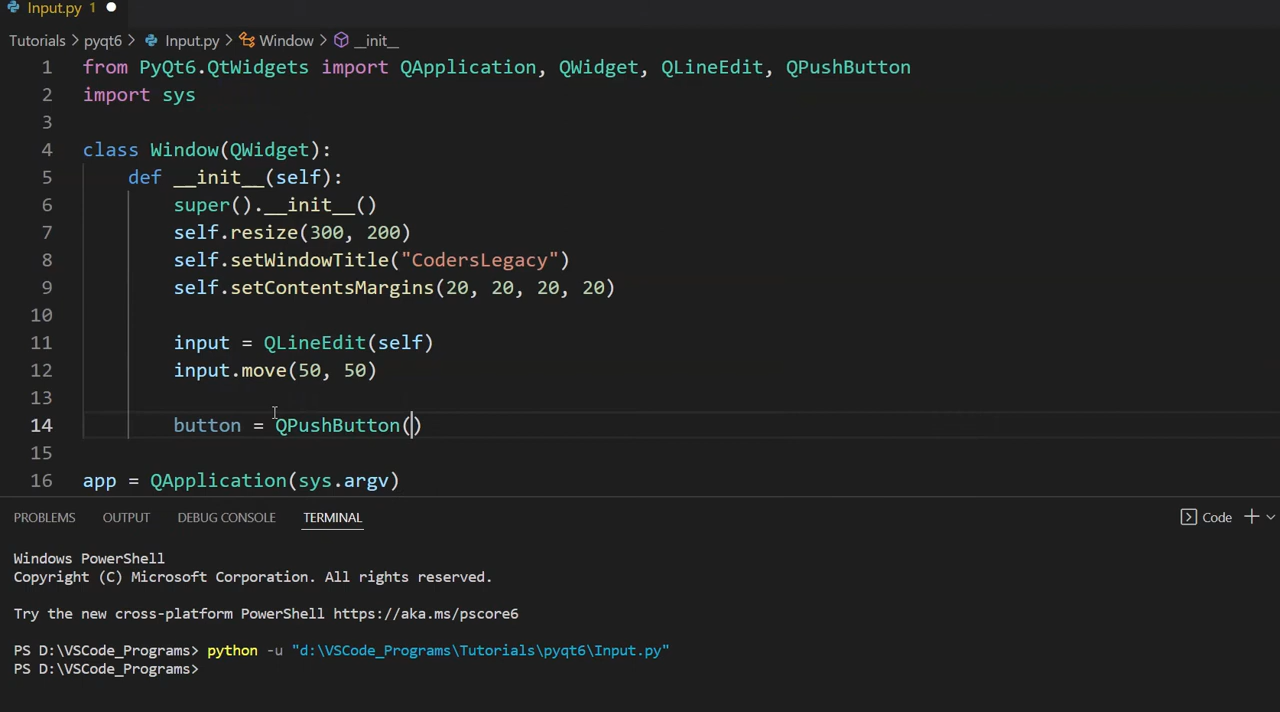 Input.py 1
Tutorials > pyqt6 > Input.py > Window > __init__
1 from PyQt6.QtWidgets import QApplication, QWidget, QLineEdit, QPushButton
2 import sys
3
4 class Window(QWidget):
5 def __init__(self):
6 super().__init__()
7 self.resize(300, 200)
8 self.setWindowTitle("CodersLegacy")
9 self.setContentsMargins(20, 20, 20, 20)
10
11 input = QLineEdit(self)
12 input.move(50, 50)
13
14 button = QPushButton()
15
16 app = QApplication(sys.argv)
PROBLEMS OUTPUT DEBUG CONSOLE TERMINAL Code
Windows PowerShell
Copyright (C) Microsoft Corporation. All rights reserved.
Try the new cross-platform PowerShell https://aka.ms/pscore6
PS D:\VSCode_Programs> python -u "d:\VSCode_Programs\Tutorials\pyqt6\Input.py"
PS D:\VSCode_Programs>